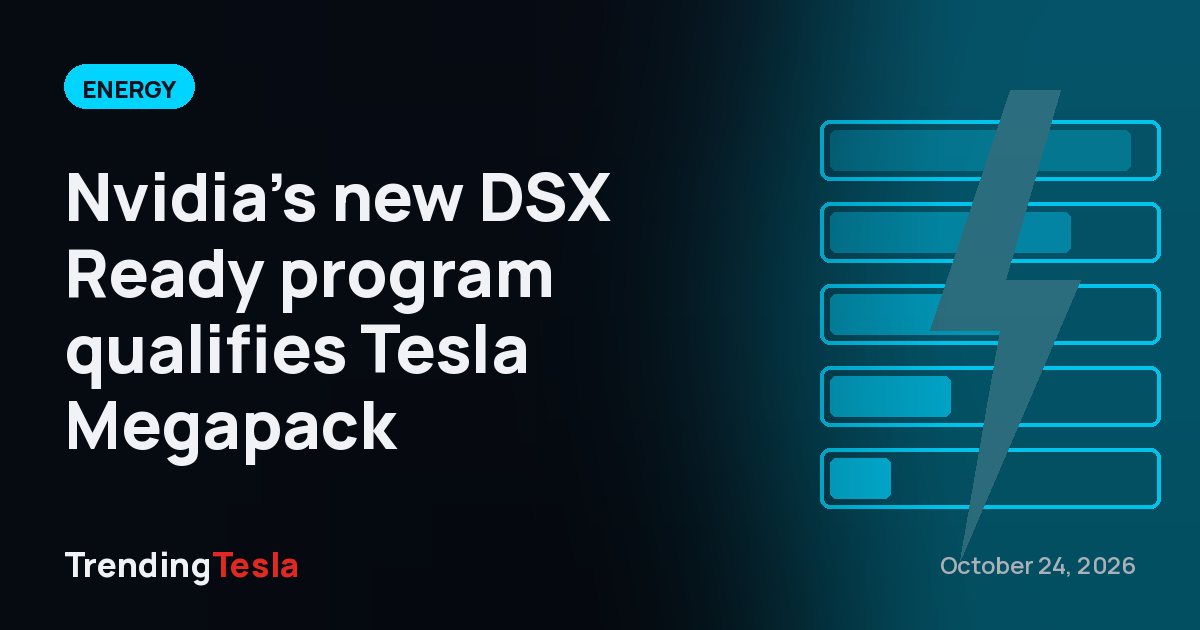 ENERGY
Nvidia’s new DSX
Ready program
qualifies Tesla
Megapack
TrendingTesla
October 24, 2026